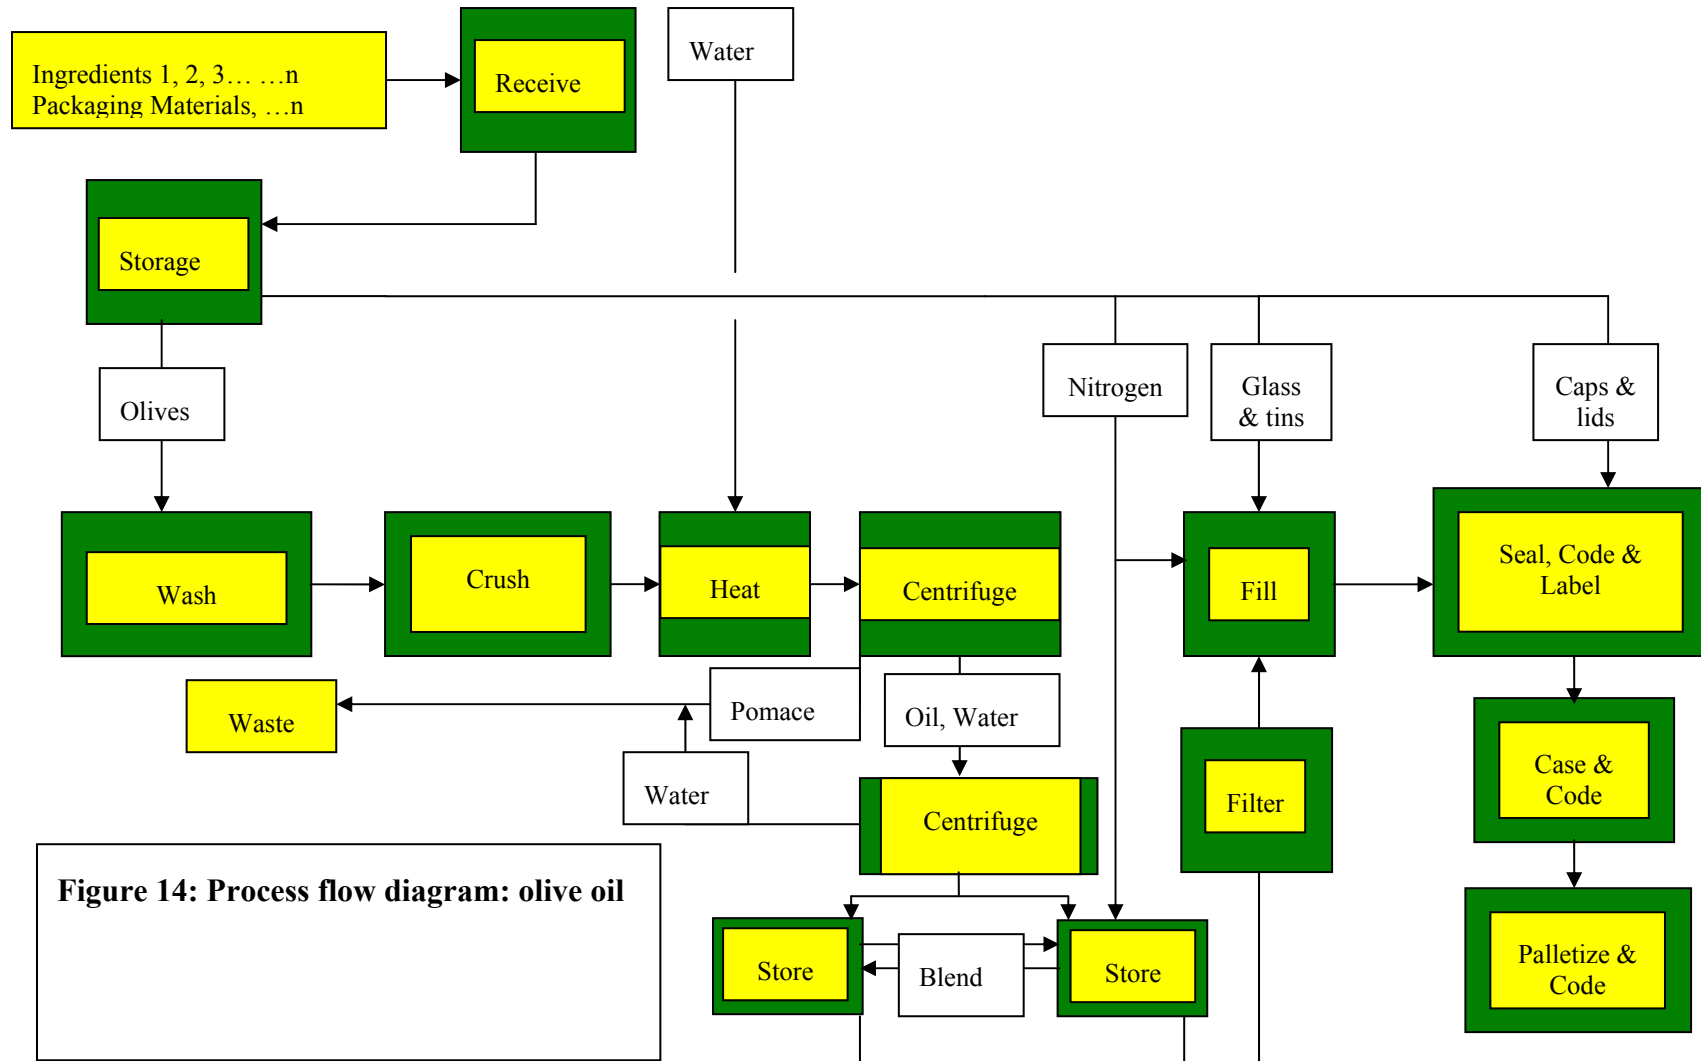 Ingredients 1, 2, 3… …n
Packaging Materials, …n
Receive
Water
Storage
Olives
Nitrogen
Glass
& tins
Caps &
lids
Wash
Crush
Heat
Centrifuge
Fill
Seal, Code &
Label
Waste
Pomace
Oil, Water
Water
Centrifuge
Filter
Case &
Code
Figure 14: Process flow diagram: olive oil
Store
Blend
Store
Palletize &
Code